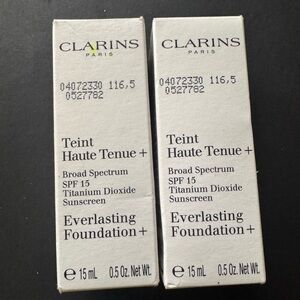 CLARINS
PARIS
04072330 116,5
0527782
Teint
Haute Tenue +
Broad Spectrum
SPF 15
Titanium Dioxide
Sunscreen
Everlasting
Foundation +
e 15 mL 0.5 Oz. Net Wt.
CLARINS
PARIS
04072330 116,5
0527782
Teint
Haute Tenue +
Broad Spectrum
SPF 15
Titanium Dioxide
Sunscreen
Everlasting
Foundation +
e 15 mL 0.5 Oz. Net Wt.